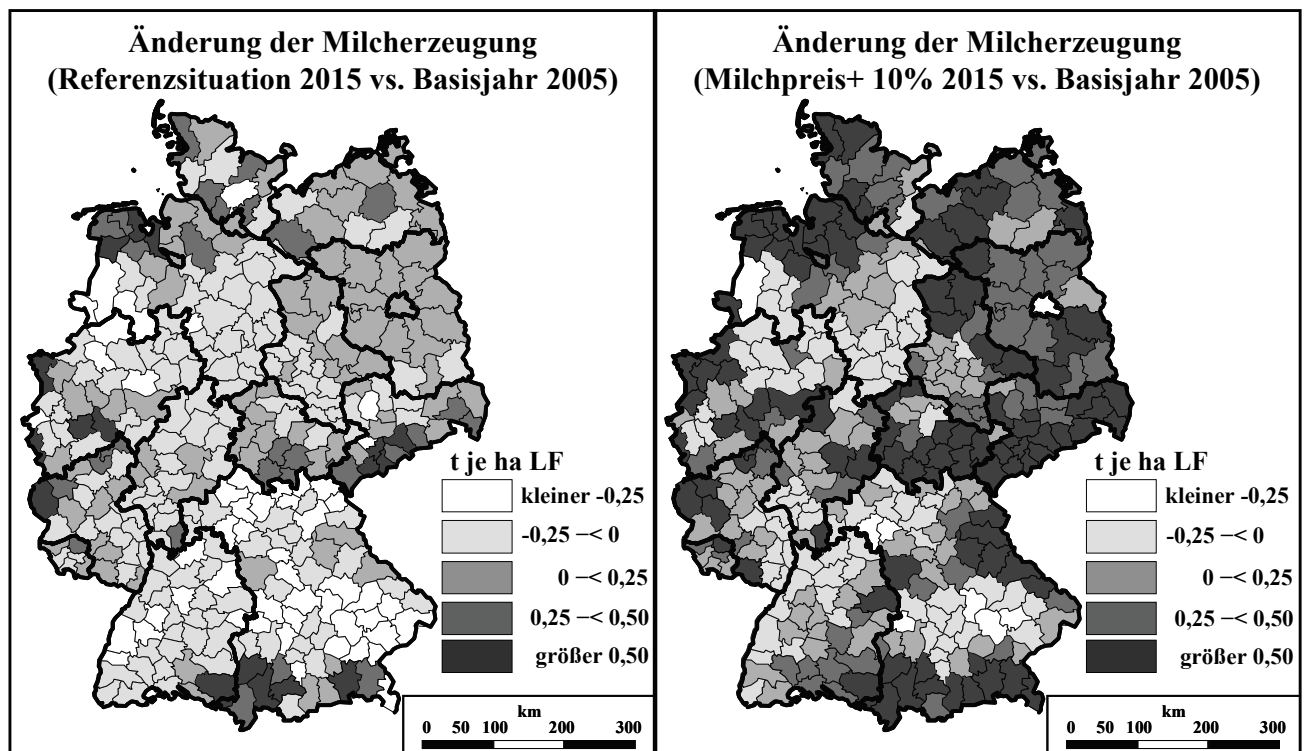 Änderung der Milcherzeugung
(Referenzsituation 2015 vs. Basisjahr 2005)
t je ha LF
kleiner -0,25
-0,25 –< 0
0 –< 0,25
0,25 –< 0,50
größer 0,50
km
0 50 100 200 300
Änderung der Milcherzeugung
(Milchpreis+ 10% 2015 vs. Basisjahr 2005)
t je ha LF
kleiner -0,25
-0,25 –< 0
0 –< 0,25
0,25 –< 0,50
größer 0,50
km
0 50 100 200 300